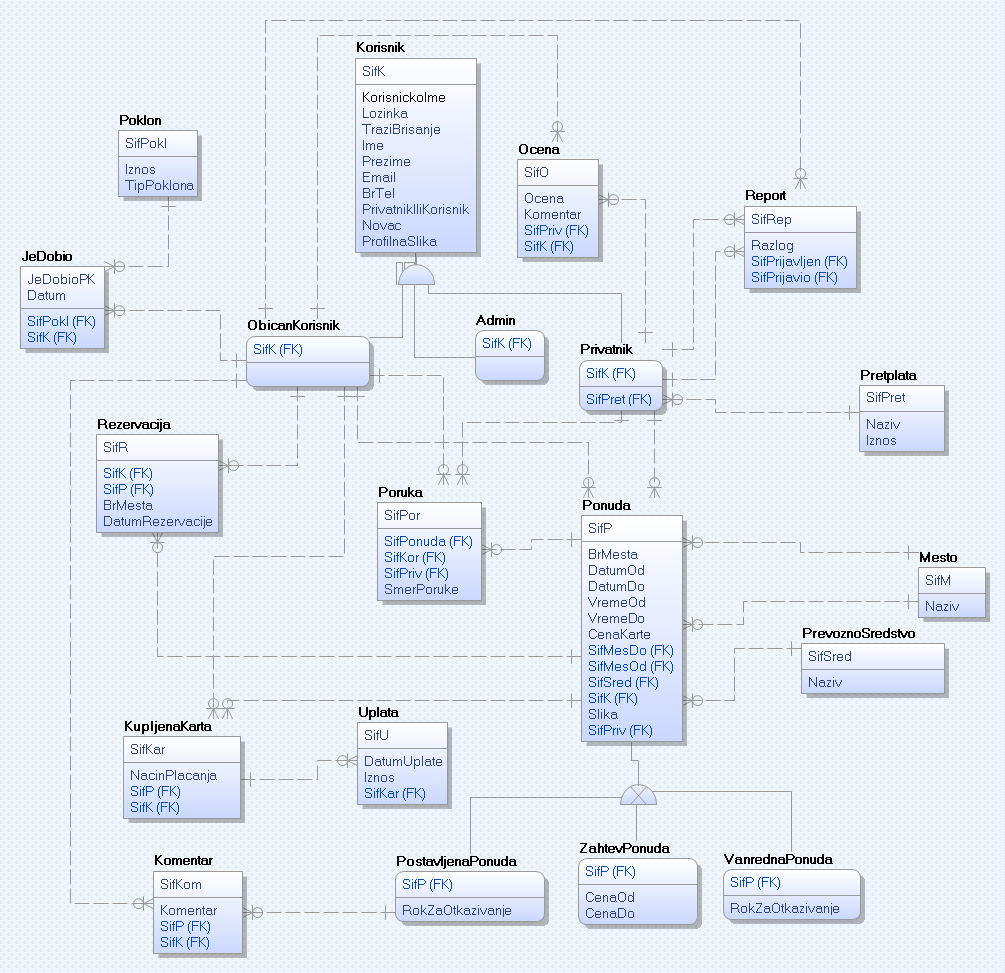 Korisnik
SifK
KorisnickoIme
Lozinka
TraziBrisanje
Ime
Prezime
Email
BrTel
PrivatnikIliKorisnik
Novac
ProfilnaSlika
Poklon
SifPokl
Iznos
TipPoklona
Ocena
SifO
Ocena
Komentar
SifPriv (FK)
SifK (FK)
Report
SifRep
Razlog
SifPrijavljen (FK)
SifPrijavio (FK)
JeDobio
JeDobioPK
Datum
SifPokl (FK)
SifK (FK)
ObicanKorisnik
SifK (FK)
Admin
SifK (FK)
Privatnik
SifK (FK)
SifPret (FK)
Pretplata
SifPret
Naziv
Iznos
Rezervacija
SifR
SifK (FK)
SifP (FK)
BrMesta
DatumRezervacije
Poruka
SifPor
SifPonuda (FK)
SifKor (FK)
SifPriv (FK)
SmerPoruke
Ponuda
SifP
BrMesta
DatumOd
DatumDo
VremeOd
VremeDo
CenaKarte
SifMesDo (FK)
SifMesOd (FK)
SifSred (FK)
SifK (FK)
Slika
SifPriv (FK)
Mesto
SifM
Naziv
PrevoznoSredstvo
SifSred
Naziv
KupljenaKarta
SifKar
NacinPlacanja
SifP (FK)
SifK (FK)
Uplata
SifU
DatumUplate
Iznos
SifKar (FK)
Komentar
SifKom
Komentar
SifP (FK)
SifK (FK)
PostavljenaPonuda
SifP (FK)
RokZaOtkazivanje
ZahtevPonuda
SifP (FK)
CenaOd
CenaDo
VanrednaPonuda
SifP (FK)
RokZaOtkazivanje